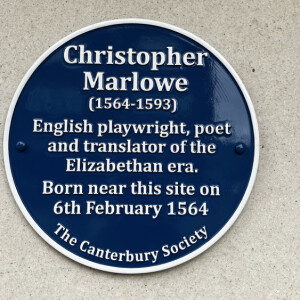 Christopher
Marlowe
(1564-1593)
English playwright, poet
and translator of the
Elizabethan era.
Born near this site on
6th February 1564
The Canterbury Society